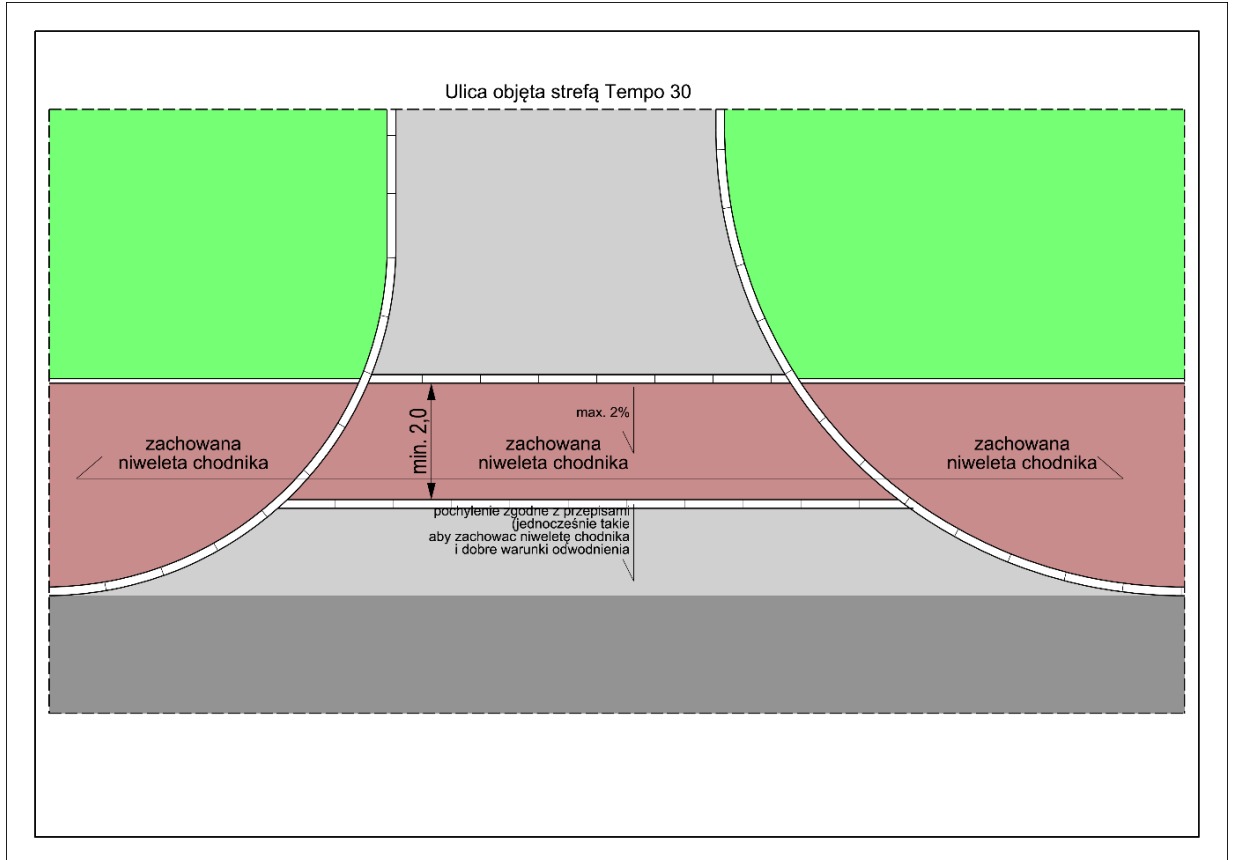 Ulica objęta strefą Tempo 30
max. 2%
min. 2,0
zachowana
niweleta chodnika
zachowana
niweleta chodnika
zachowana
niweleta chodnika
pochylenie zgodne z przepisami
(jednocześnie takie
aby zachowac niweletę chodnika
i dobre warunki odwodnienia